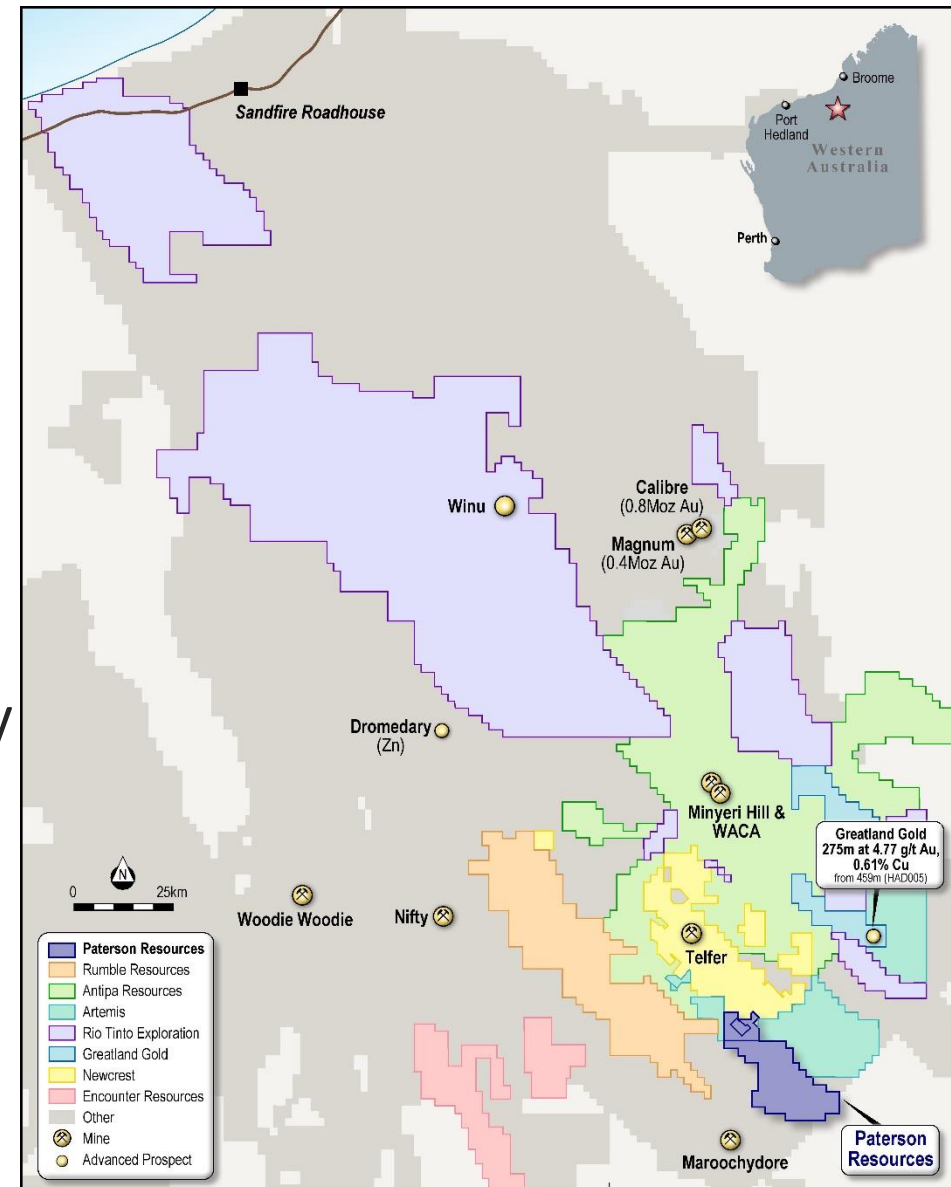 Sandfire Roadhouse
Broome
Port
Hedland
Western
Australia
Perth
Winu
Calibre
(0.8Moz Au)
Magnum
(0.4Moz Au)
Dromedary
(Zn)
y
Minyeri Hill &
WACA
Greatland Gold
275m at 4.77 g/t Au,
0.61% Cu
from 459m (HAD005)
N
0 25km
Woodie Woodie
Nifty
Telfer
Paterson Resources
Rumble Resources
Antipa Resources
Artemis
Rio Tinto Exploration
Greatland Gold
Newcrest
Encounter Resources
Other
Mine
Advanced Prospect
Maroochydore
Paterson
Resources